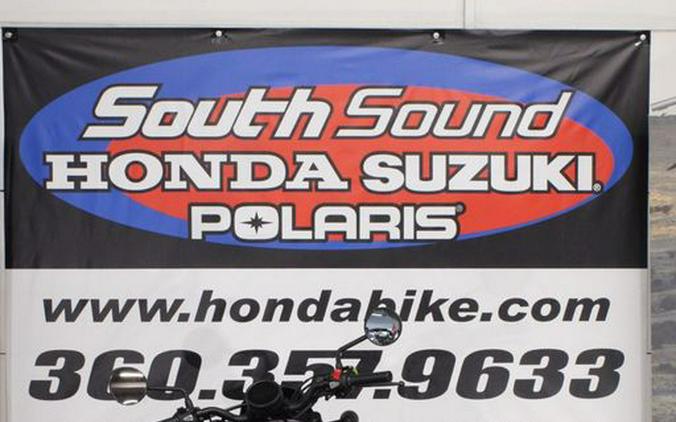 South Sound
HONDA SUZUKI®
POLARIS®
www.hondabike.com
360.357.9633